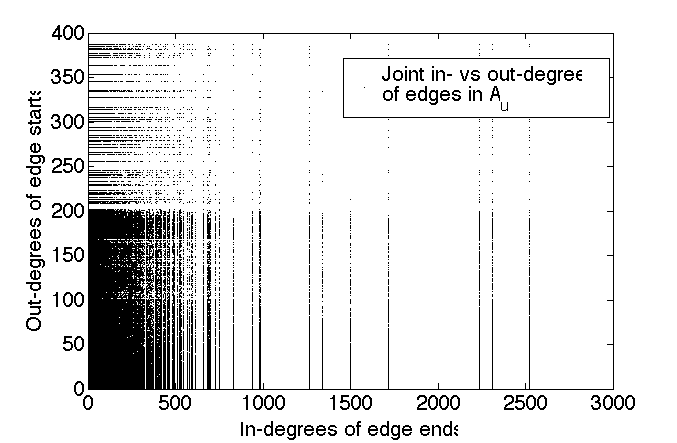 400
350
300
250
200
150
100
50
0
Out-degrees of edge starts
Joint in- vs out-degree
of edges in A_u
0 500 1000 1500 2000 2500 3000
In-degrees of edge ends